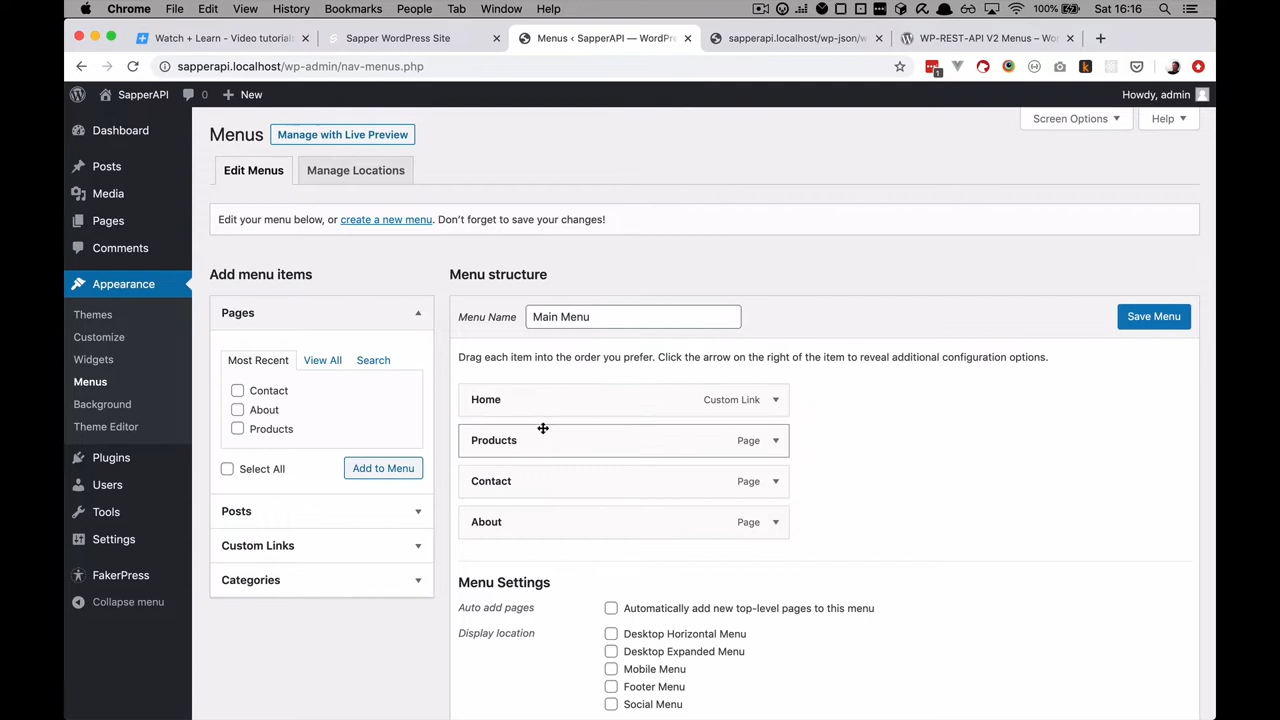 Chrome File Edit View History Bookmarks People Tab Window Help 100% Sat 16:16
Watch + Learn - Video tutorials Sapper WordPress Site Menus ‹ SapperAPI — WordPr sapperapi.localhost/wp-json/w WP-REST-API V2 Menus – Wo
sapperapi.localhost/wp-admin/nav-menus.php
SapperAPI 0 + New Howdy, admin
Screen Options Help
Menus Manage with Live Preview
Edit Menus Manage Locations
Edit your menu below, or create a new menu. Don’t forget to save your changes!
Dashboard
Posts
Media
Pages
Comments
Appearance
Themes
Customize
Widgets
Menus
Background
Theme Editor
Plugins
Users
Tools
Settings
FakerPress
Collapse menu
Add menu items
Pages
Most Recent View All Search
Contact
About
Products
Select All Add to Menu
Posts
Custom Links
Categories
Menu structure
Menu Name Main Menu Save Menu
Drag each item into the order you prefer. Click the arrow on the right of the item to reveal additional configuration options.
Home Custom Link
Products Page
Contact Page
About Page
Menu Settings
Auto add pages Automatically add new top-level pages to this menu
Display location Desktop Horizontal Menu
Desktop Expanded Menu
Mobile Menu
Footer Menu
Social Menu